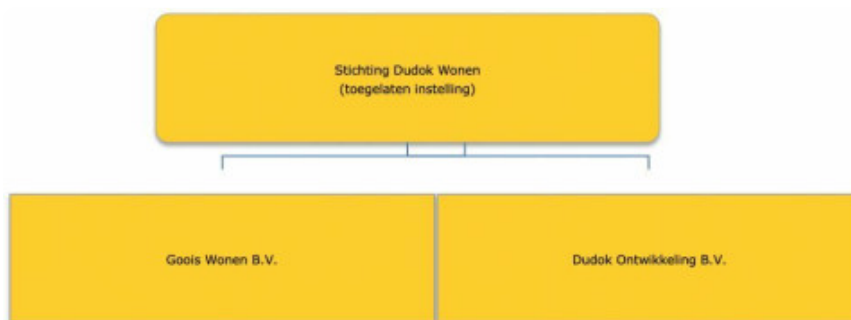 Stichting Dudok Wonen
(toegelaten instelling)
Goois Wonen B.V.
Dudok Ontwikkeling B.V.